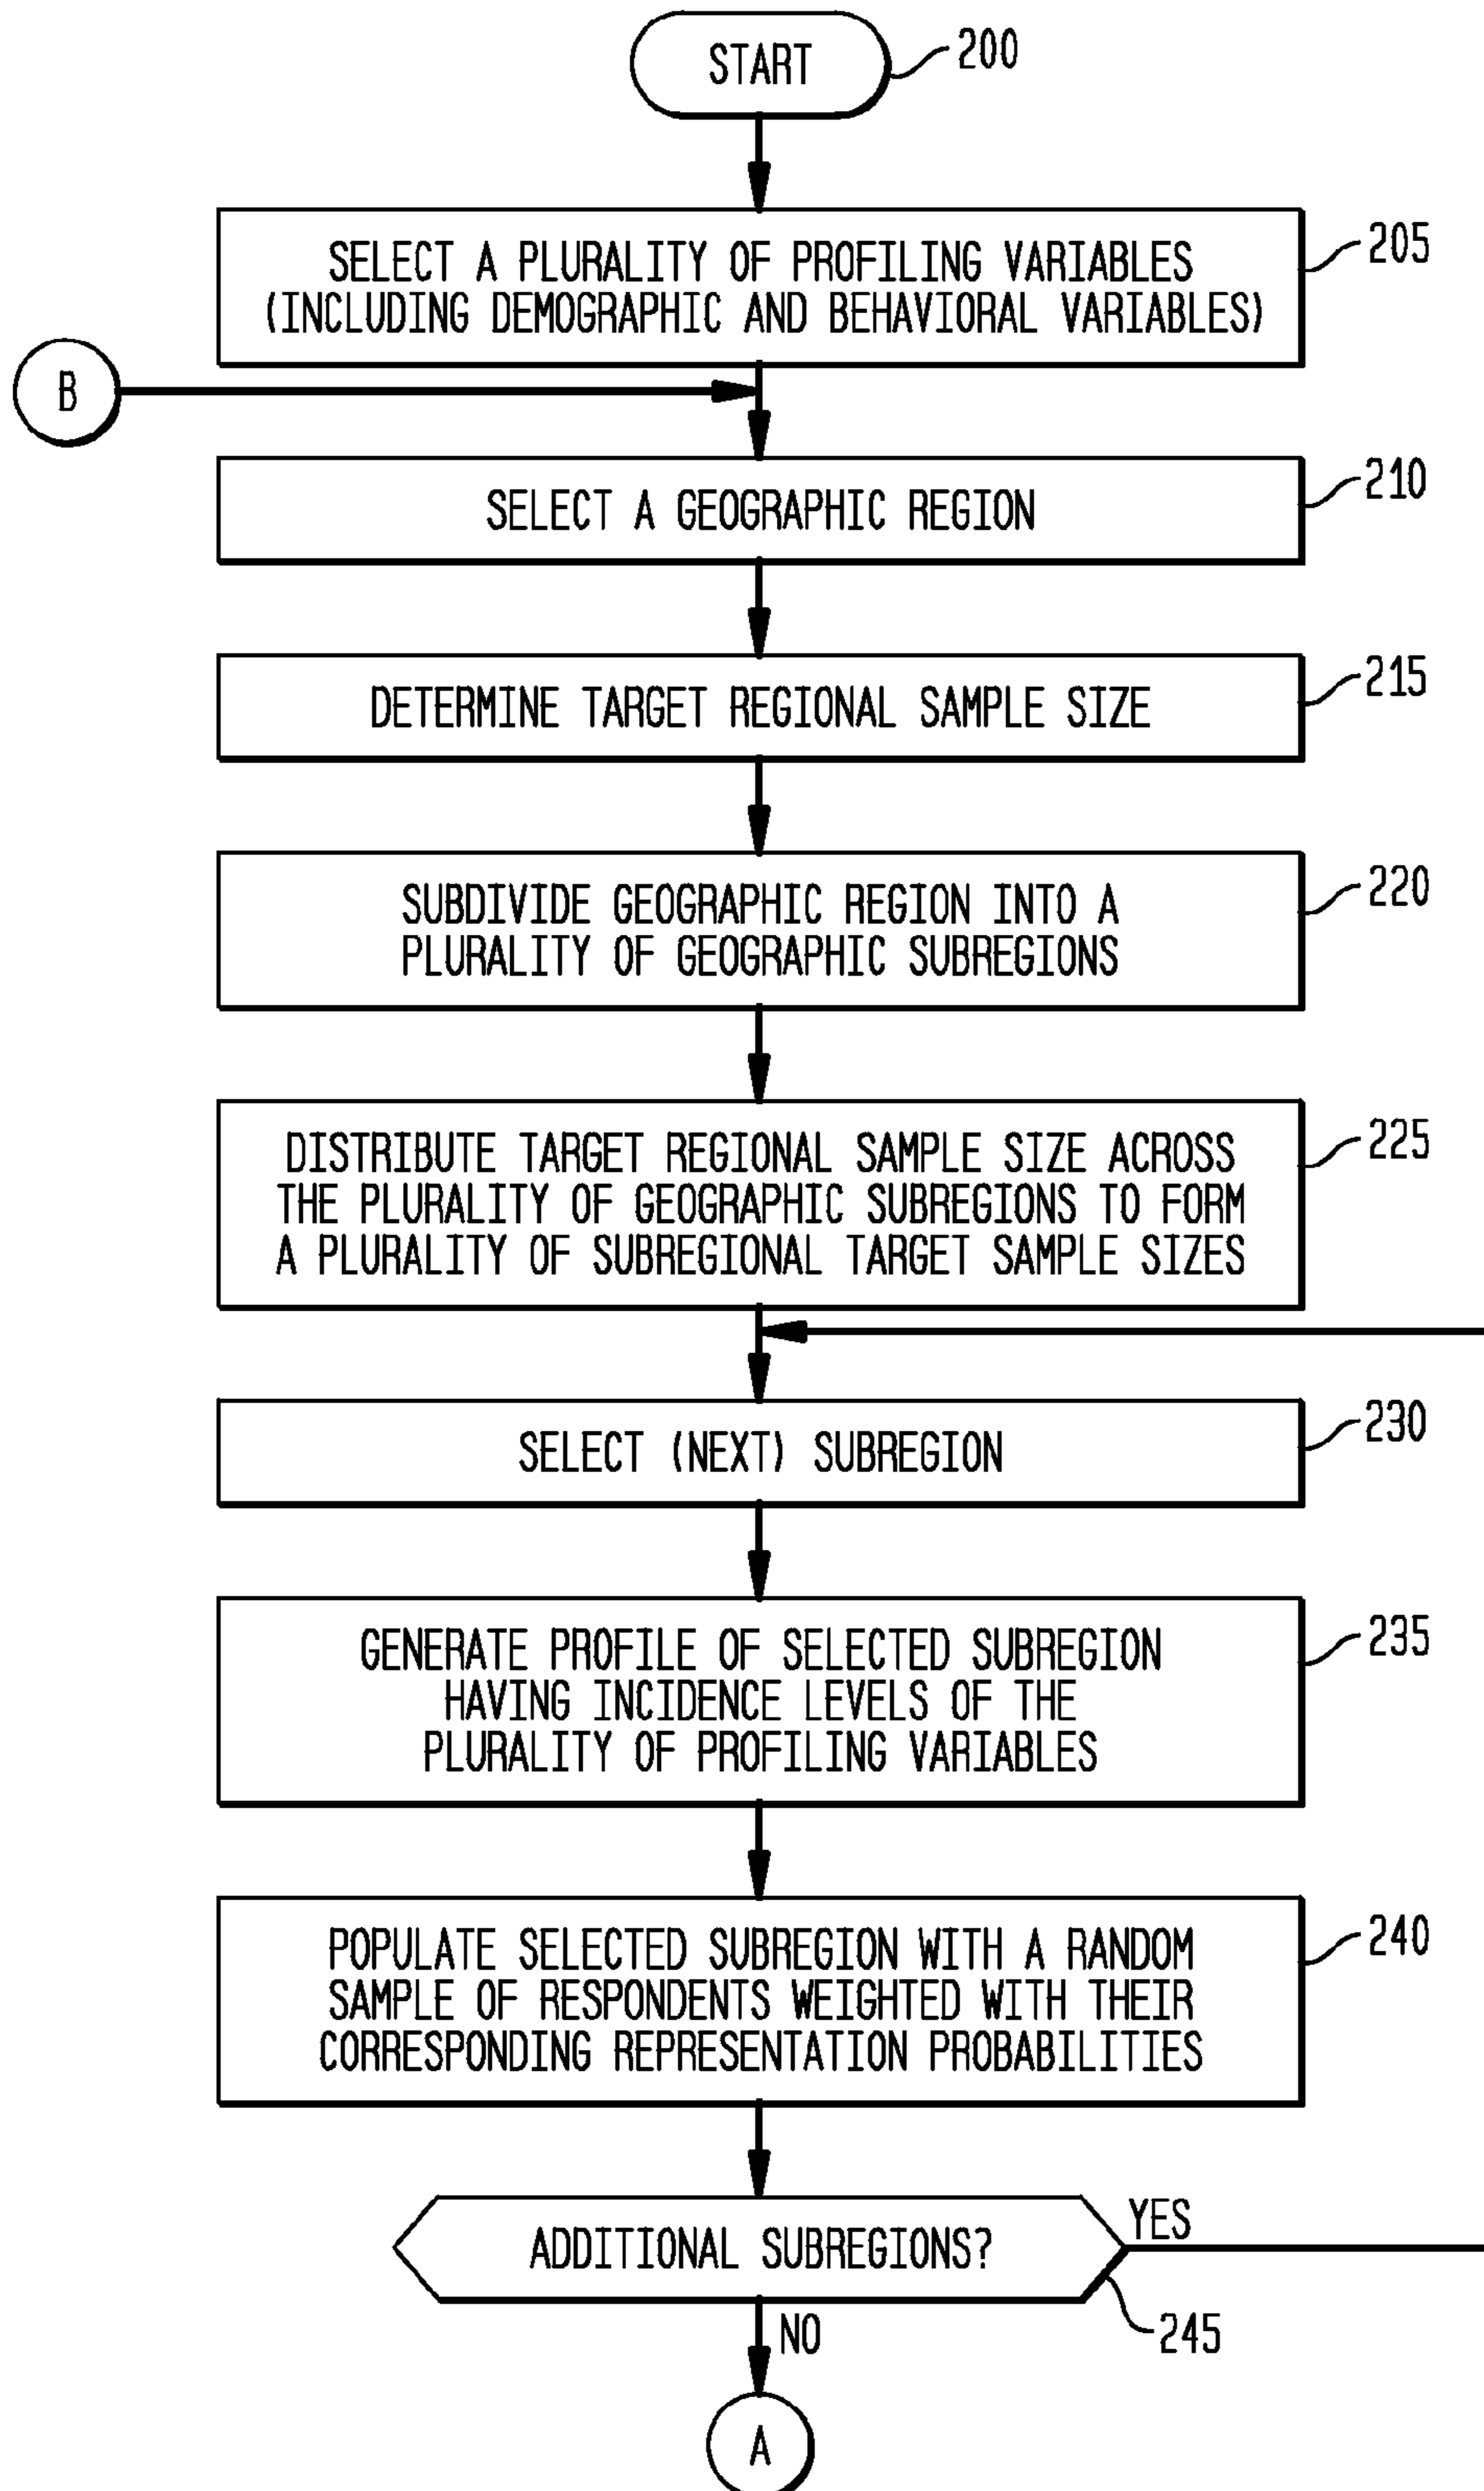 START
200
SELECT A PLURALITY OF PROFILING VARIABLES
(INCLUDING DEMOGRAPHIC AND BEHAVIORAL VARIABLES)
205
B
SELECT A GEOGRAPHIC REGION
210
DETERMINE TARGET REGIONAL SAMPLE SIZE
215
SUBDIVIDE GEOGRAPHIC REGION INTO A
PLURALITY OF GEOGRAPHIC SUBREGIONS
220
DISTRIBUTE TARGET REGIONAL SAMPLE SIZE ACROSS
THE PLURALITY OF GEOGRAPHIC SUBREGIONS TO FORM
A PLURALITY OF SUBREGIONAL TARGET SAMPLE SIZES
225
SELECT (NEXT) SUBREGION
230
GENERATE PROFILE OF SELECTED SUBREGION
HAVING INCIDENCE LEVELS OF THE
PLURALITY OF PROFILING VARIABLES
235
POPULATE SELECTED SUBREGION WITH A RANDOM
SAMPLE OF RESPONDENTS WEIGHTED WITH THEIR
CORRESPONDING REPRESENTATION PROBABILITIES
240
ADDITIONAL SUBREGIONS?
YES
245
NO
A